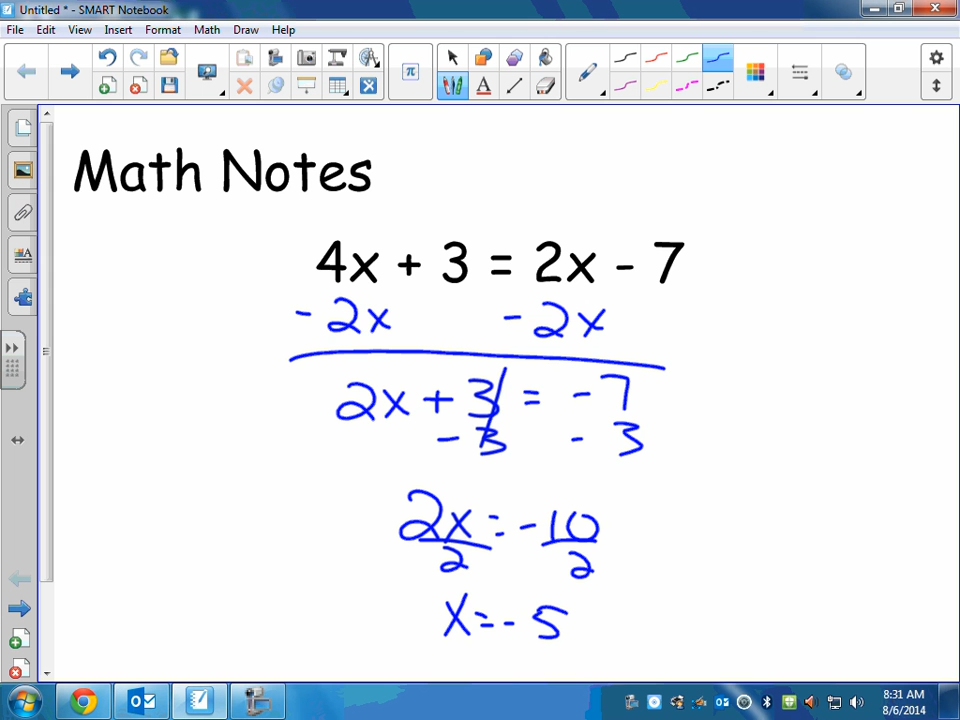 Untitled * - SMART Notebook
File Edit View Insert Format Math Draw Help
π
A
Math Notes
4x + 3 = 2x - 7
- 2x - 2x
2x + 3 = - 7
- 3 - 3
2x = - 10
2 2
x = - 5
8:31 AM
8/6/2014